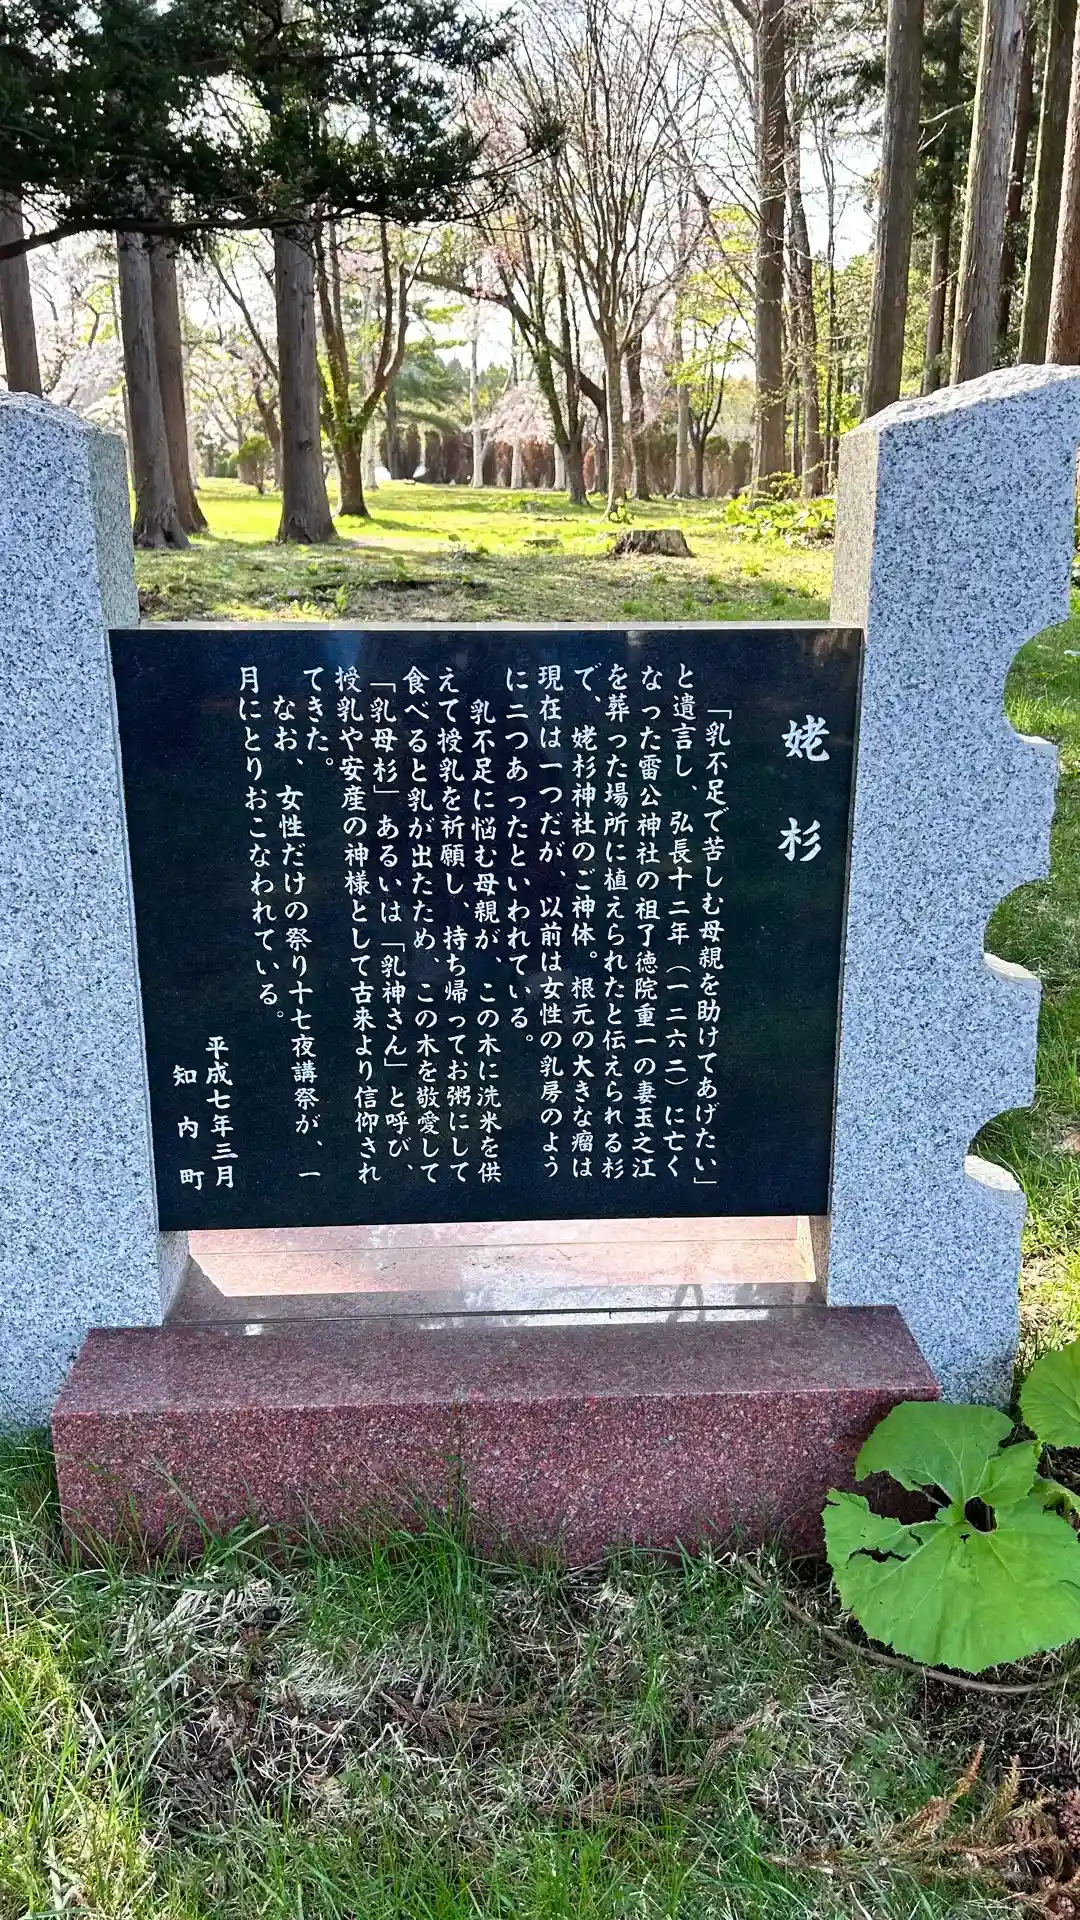 姥杉
「乳不足で苦しむ母親を助けてあげたい」
と遺言し、弘長十二年（一二六二）に亡く
なった雷公神社の祖了徳院重一の妻玉之江
を葬った場所に植えられたと伝えられる杉
で、姥杉神社のご神体。根元の大きな瘤は
現在は一つだが、以前は女性の乳房のよう
に二つあったといわれている。
乳不足に悩む母親が、この木に洗米を供
えて授乳を祈願し、持ち帰ってお粥にして
食べると乳が出たため、この木を敬愛して
「乳母杉」あるいは「乳神さん」と呼び、
授乳や安産の神様として古来より信仰され
てきた。
なお、女性だけの祭り十七夜講祭が、一
月にとりおこなわれている。
平成七年三月
知内町